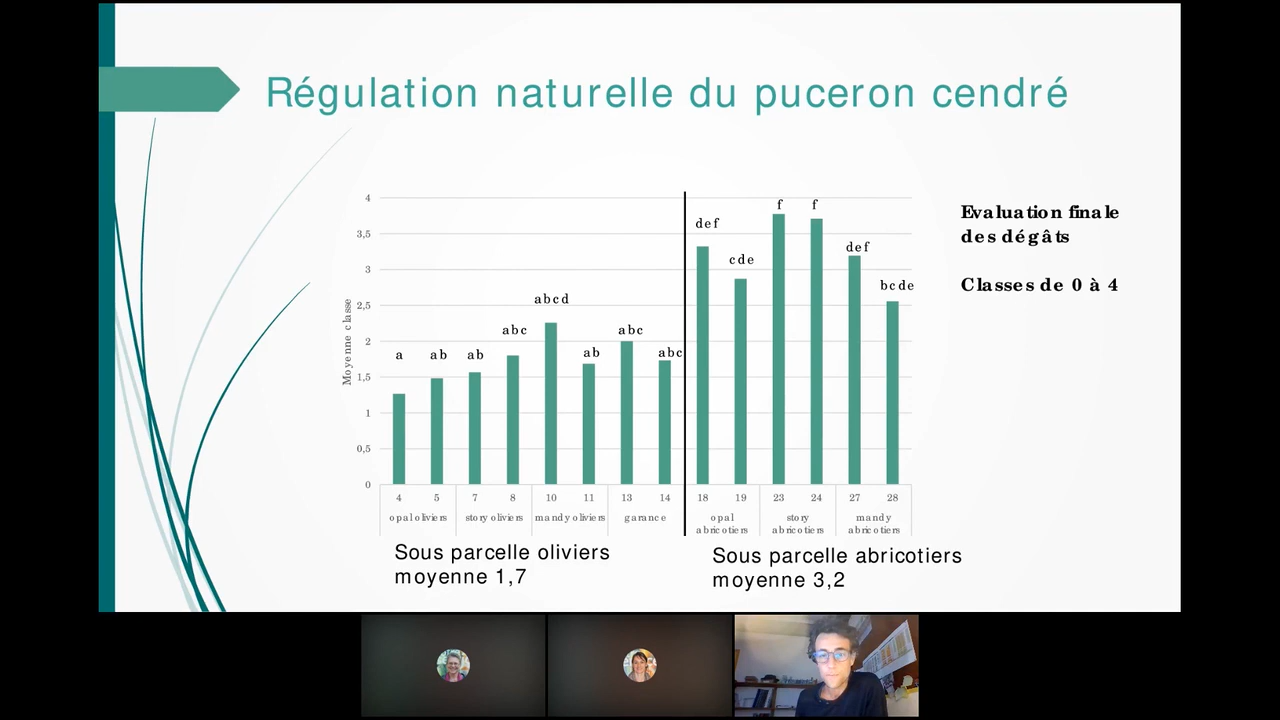 Régulation naturelle du puceron cendré
4
3,5
3
2,5
2
1,5
1
0,5
0
Moyenne classe
a
ab
ab
abc
abcd
ab
abc
abc
def
cde
f
f
def
bcde
4 5 7 8 10 11 13 14 18 19 23 24 27 28
opal oliviers story oliviers mandy oliviers garance opal abricotiers story abricotiers mandy abricotiers
Evaluation finale
des dégâts
Classes de 0 à 4
Sous parcelle oliviers
moyenne 1,7
Sous parcelle abricotiers
moyenne 3,2